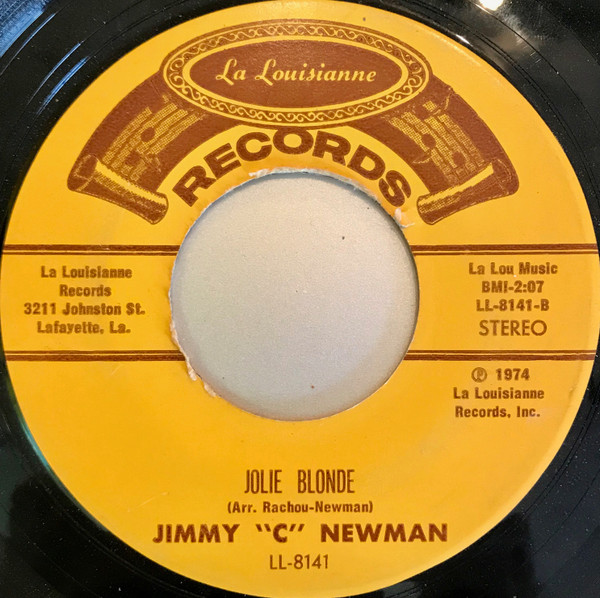 La Louisianne
RECORDS
La Louisianne
Records
3211 Johnston St.
Lafayette, La.
La Lou Music
BMI-2:07
LL-8141-B
STEREO
℗ 1974
La Louisianne
Records, Inc.
JOLIE BLONDE
(Arr. Rachou-Newman)
JIMMY "C" NEWMAN
LL-8141